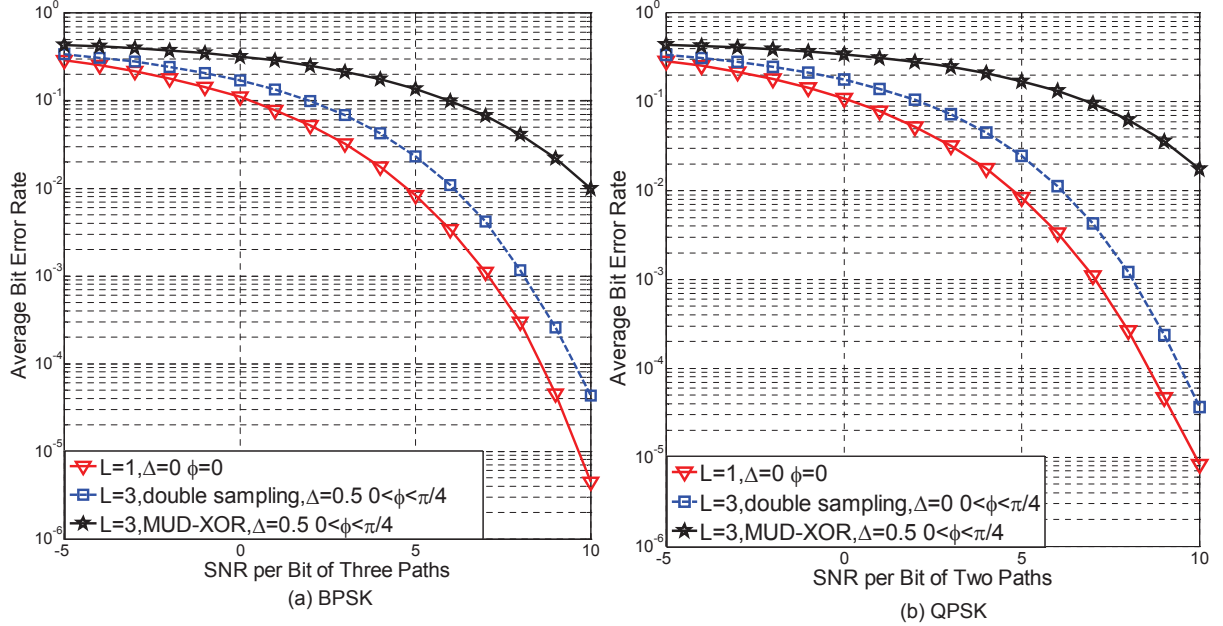 10^0
10^-1
10^-2
10^-3
10^-4
10^-5
10^-6
Average Bit Error Rate
-5
0
5
10
SNR per Bit of Three Paths
L=1,Δ=0 ϕ=0
L=3,double sampling,Δ=0.5 0<ϕ<π/4
L=3,MUD-XOR,Δ=0.5 0<ϕ<π/4
(a) BPSK
10^0
10^-1
10^-2
10^-3
10^-4
10^-5
10^-6
Average Bit Error Rate
-5
0
5
10
SNR per Bit of Two Paths
L=1,Δ=0 ϕ=0
L=3,double sampling,Δ=0 0<ϕ<π/4
L=3,MUD-XOR,Δ=0.5 0<ϕ<π/4
(b) QPSK